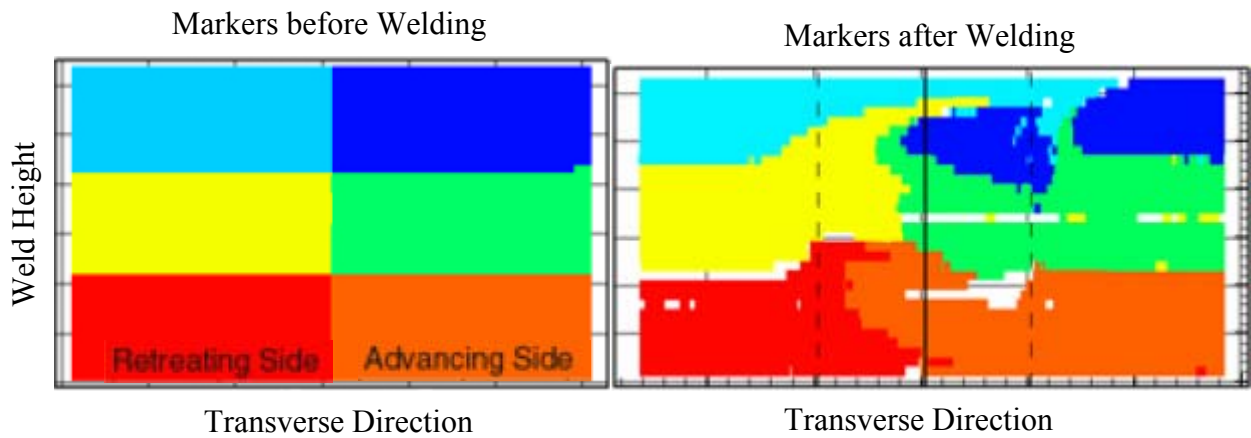 Markers before Welding
Markers after Welding
Weld Height
Retreating Side
Advancing Side
Transverse Direction
Transverse Direction